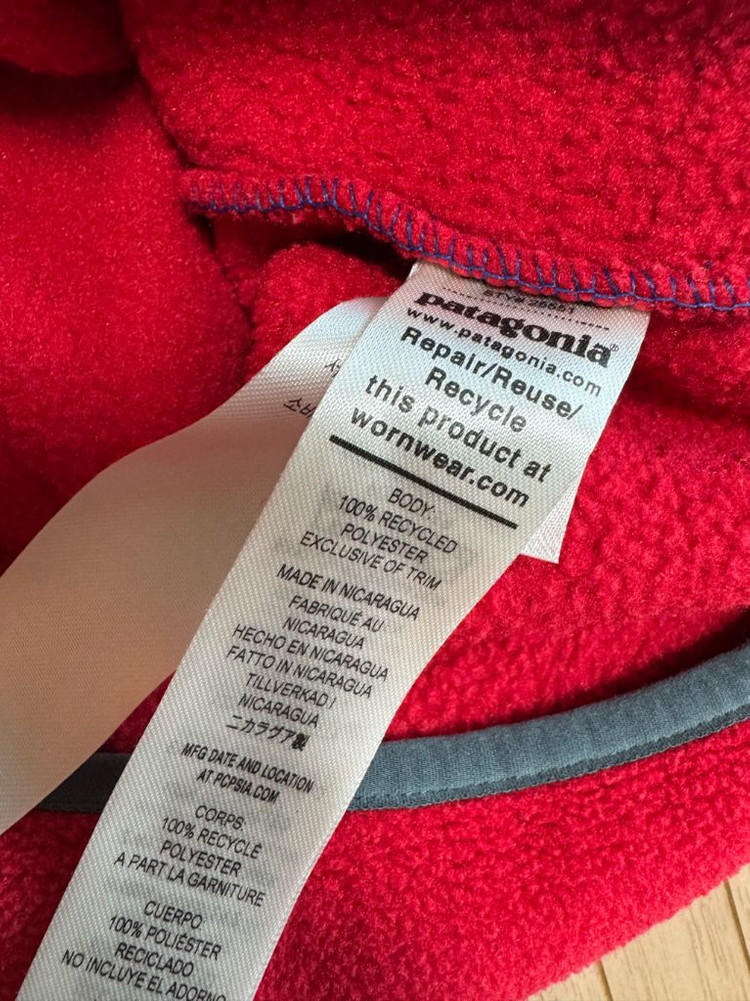 patagonia®
www.patagonia.com
Repair/Reuse/
Recycle
this product at
wornwear.com
BODY:
100% RECYCLED
POLYESTER
EXCLUSIVE OF TRIM
MADE IN NICARAGUA
FABRIQUÉ AU
NICARAGUA
HECHO EN NICARAGUA
FATTO IN NICARAGUA
TILLVERKAD I
NICARAGUA
ニカラグア製
MFG DATE AND LOCATION
AT PCPSIA.COM
CORPS
100% RECYCLÉ
POLYESTER
A PART LA GARNITURE
CUERPO
100% POLIÉSTER
RECICLADO
NO INCLUYE EL ADORNO